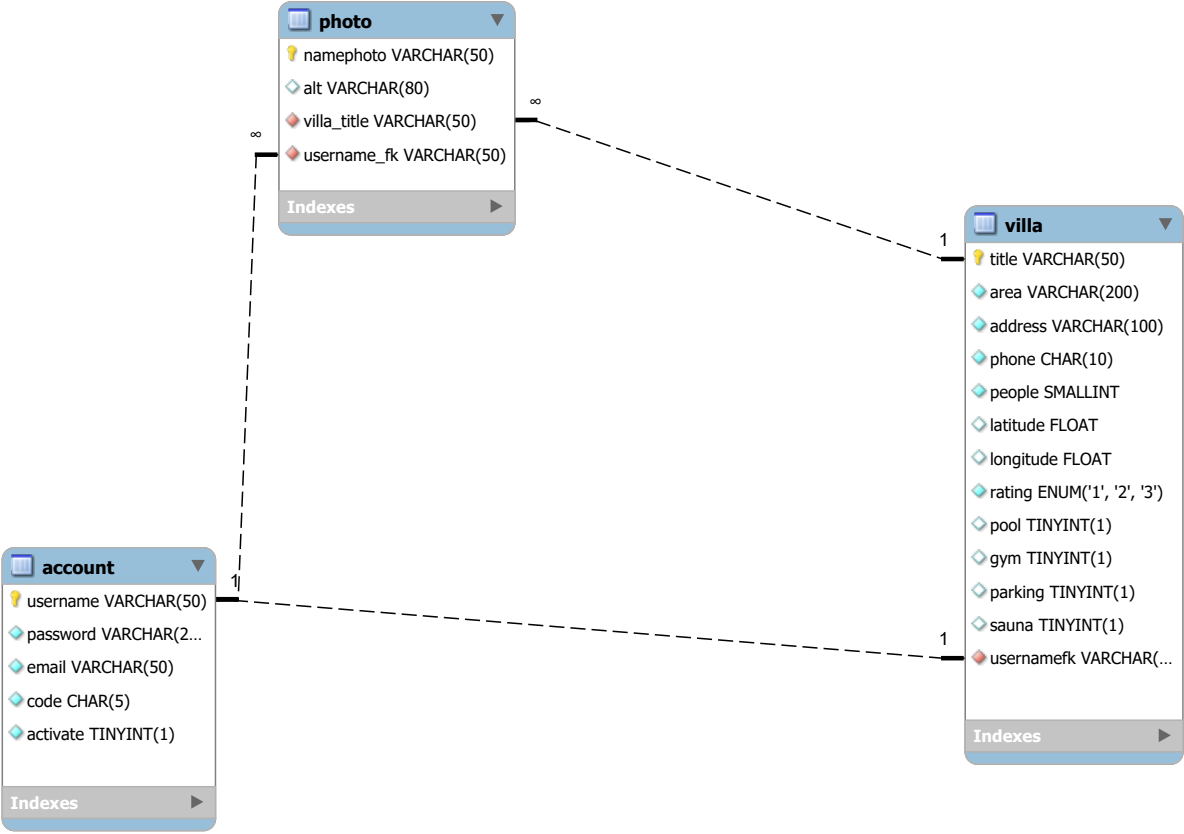 photo
namephoto VARCHAR(50)
alt VARCHAR(80)
villa_title VARCHAR(50)
username_fk VARCHAR(50)
Indexes
∞
∞
1
villa
title VARCHAR(50)
area VARCHAR(200)
address VARCHAR(100)
phone CHAR(10)
people SMALLINT
latitude FLOAT
longitude FLOAT
rating ENUM('1', '2', '3')
pool TINYINT(1)
gym TINYINT(1)
parking TINYINT(1)
sauna TINYINT(1)
usernamefk VARCHAR(...
Indexes
account
username VARCHAR(50)
password VARCHAR(2...
email VARCHAR(50)
code CHAR(5)
activate TINYINT(1)
Indexes
1
1